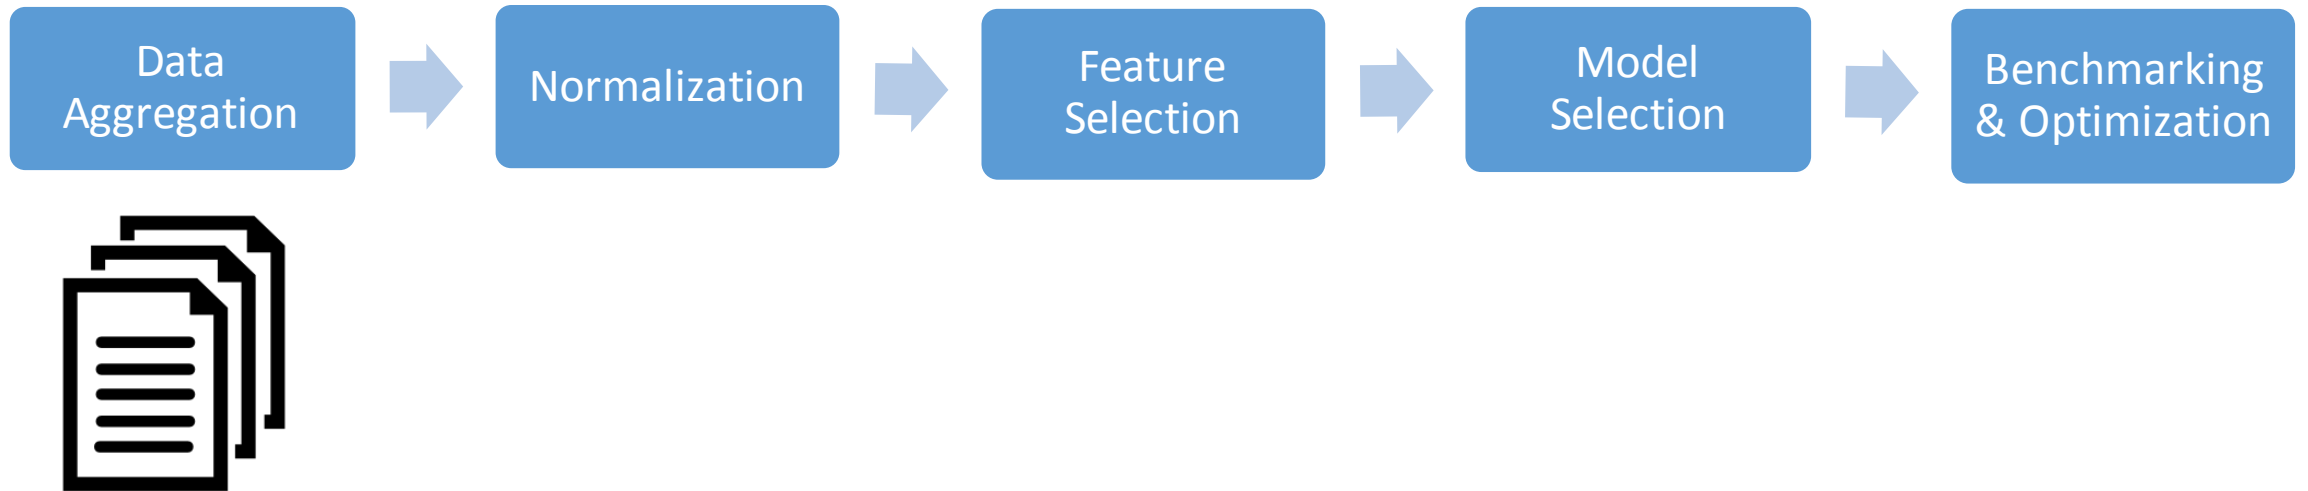 Data
Aggregation
Normalization
Feature
Selection
Model
Selection
Benchmarking
& Optimization